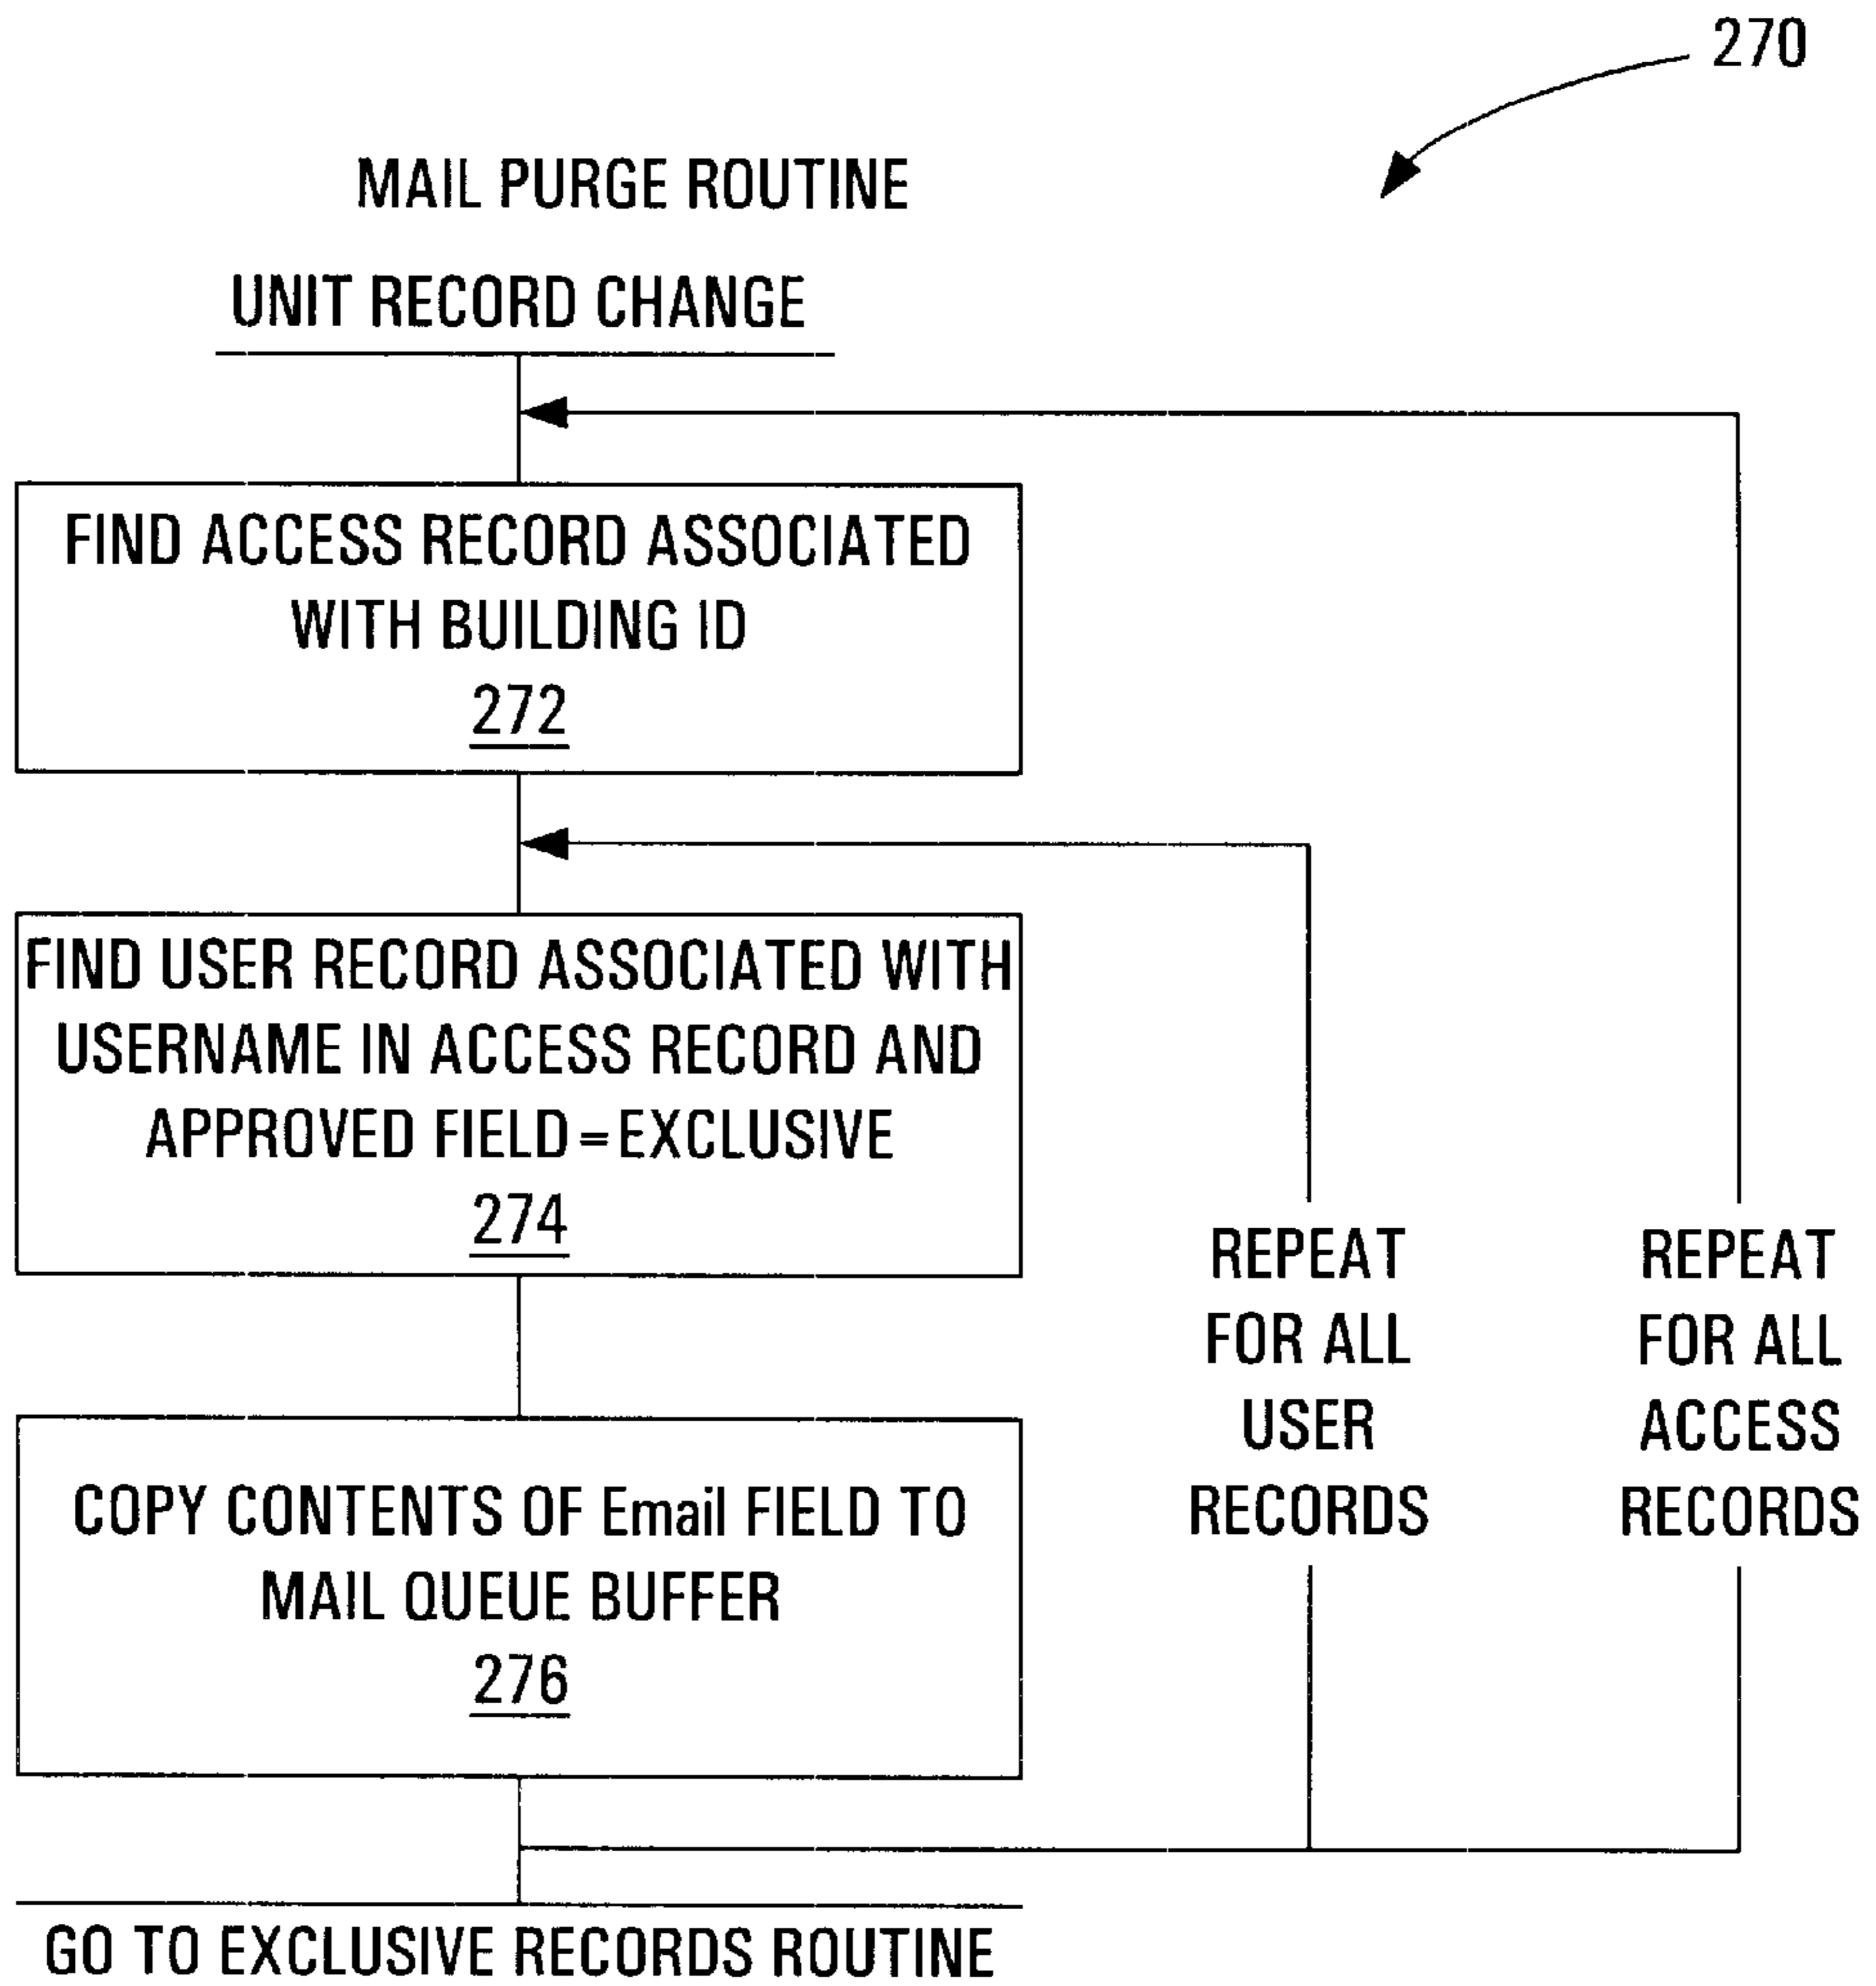 270
MAIL PURGE ROUTINE
UNIT RECORD CHANGE
FIND ACCESS RECORD ASSOCIATED
WITH BUILDING ID
272
FIND USER RECORD ASSOCIATED WITH
USERNAME IN ACCESS RECORD AND
APPROVED FIELD = EXCLUSIVE
274
COPY CONTENTS OF Email FIELD TO
MAIL QUEUE BUFFER
276
REPEAT
FOR ALL
USER
RECORDS
REPEAT
FOR ALL
ACCESS
RECORDS
GO TO EXCLUSIVE RECORDS ROUTINE